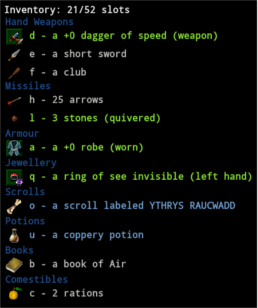 Inventory: 21/52 slots
Hand Weapons
d - a +0 dagger of speed (weapon)
e - a short sword
f - a club
Missiles
h - 25 arrows
l - 3 stones (quivered)
Armour
a - a +0 robe (worn)
Jewellery
q - a ring of see invisible (left hand)
Scrolls
o - a scroll labeled YTHRYS RAUCWADD
Potions
u - a coppery potion
Books
b - a book of Air
Comestibles
c - 2 rations